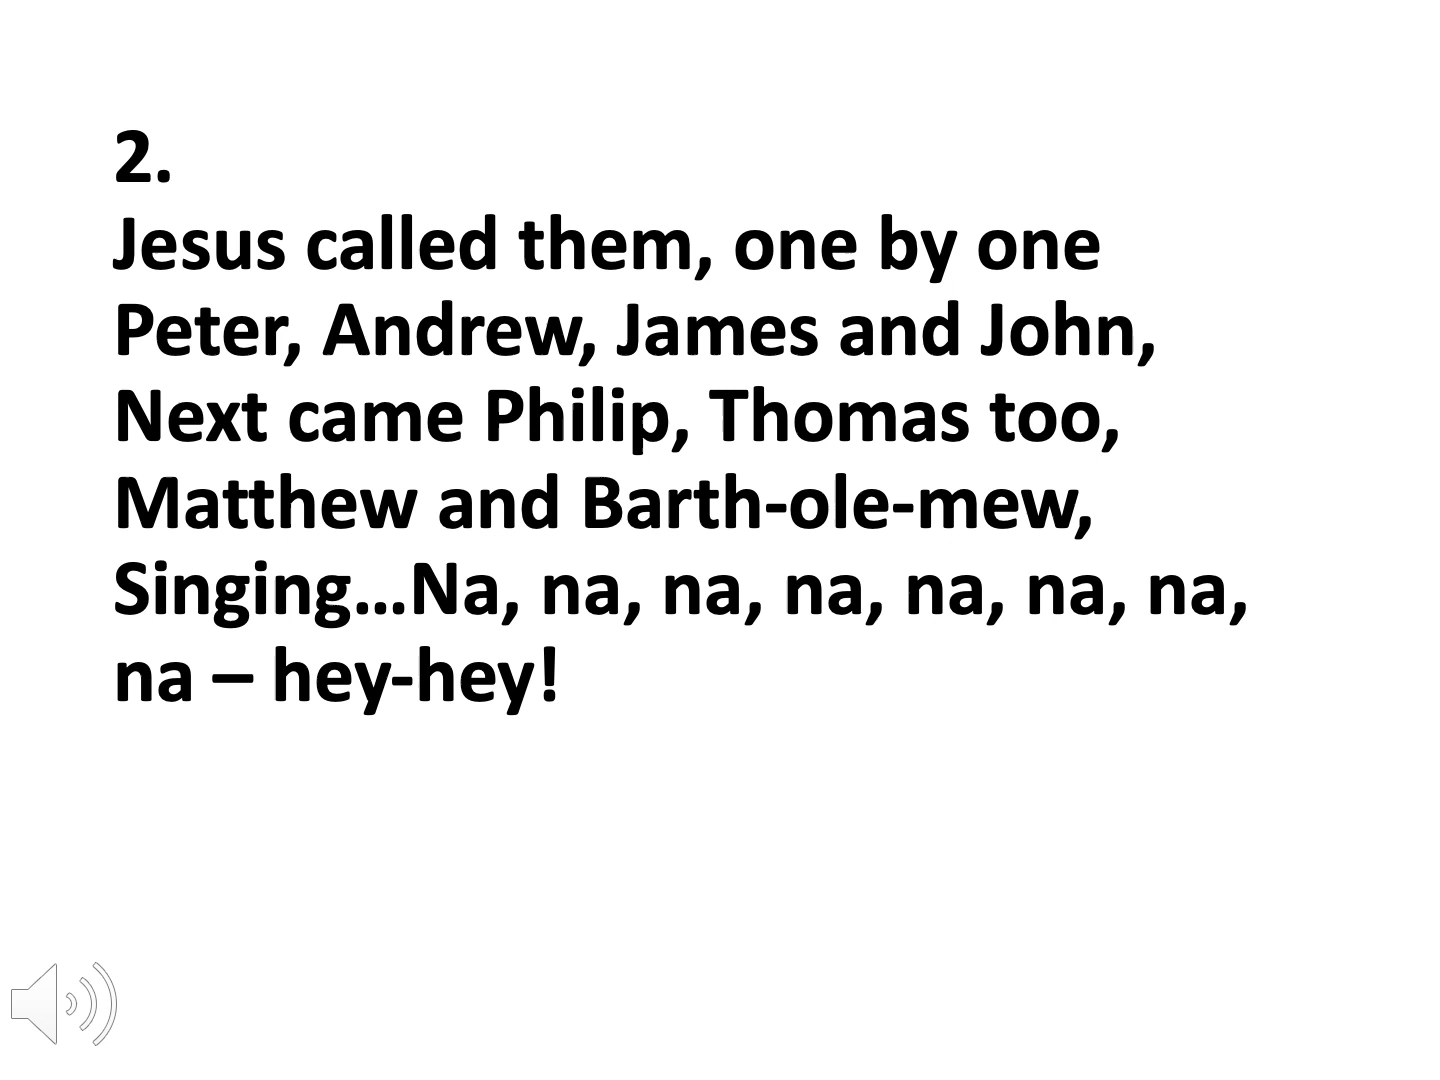 2.
Jesus called them, one by one
Peter, Andrew, James and John,
Next came Philip, Thomas too,
Matthew and Barth-ole-mew,
Singing…Na, na, na, na, na, na, na,
na – hey-hey!